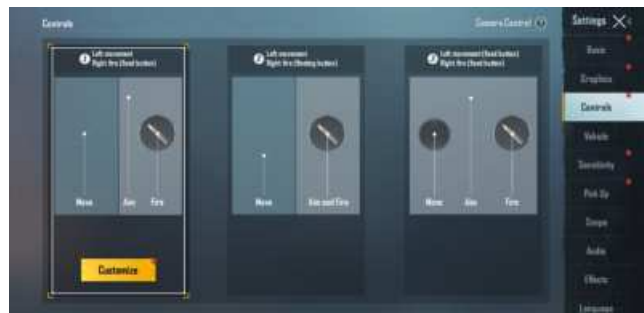 Controls
Camera Control ?
Settings
Left movement
Right fire (fixed button)
Move
Aim
Fire
Customize
Left movement
Right fire (floating button)
Move
Aim and Fire
Left movement (fixed button)
Right fire (fixed button)
Move
Aim
Fire
Basic
Graphics
Controls
Vehicle
Sensitivity
Pick Up
Scope
Audio
Effects
Language